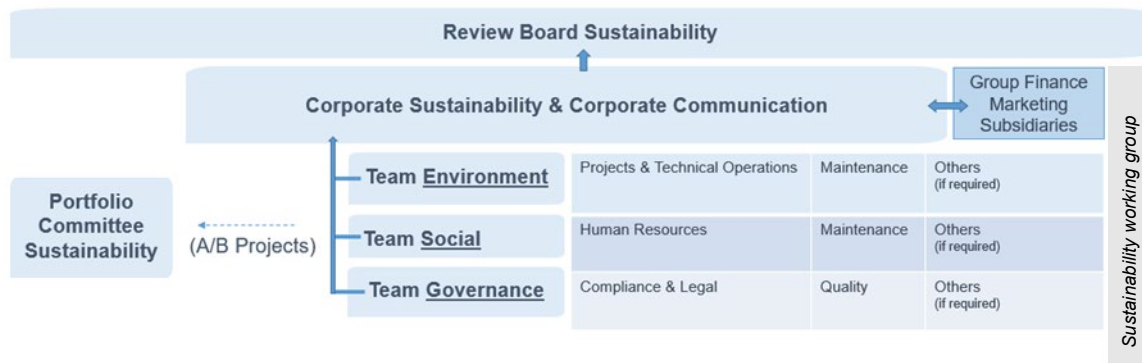 Review Board Sustainability
Corporate Sustainability & Corporate Communication
Group Finance
Marketing
Subsidiaries
Portfolio
Committee
Sustainability
(A/B Projects)
Team Environment
Projects & Technical Operations
Maintenance
Others
(if required)
Team Social
Human Resources
Maintenance
Others
(if required)
Team Governance
Compliance & Legal
Quality
Others
(if required)
Sustainability working group